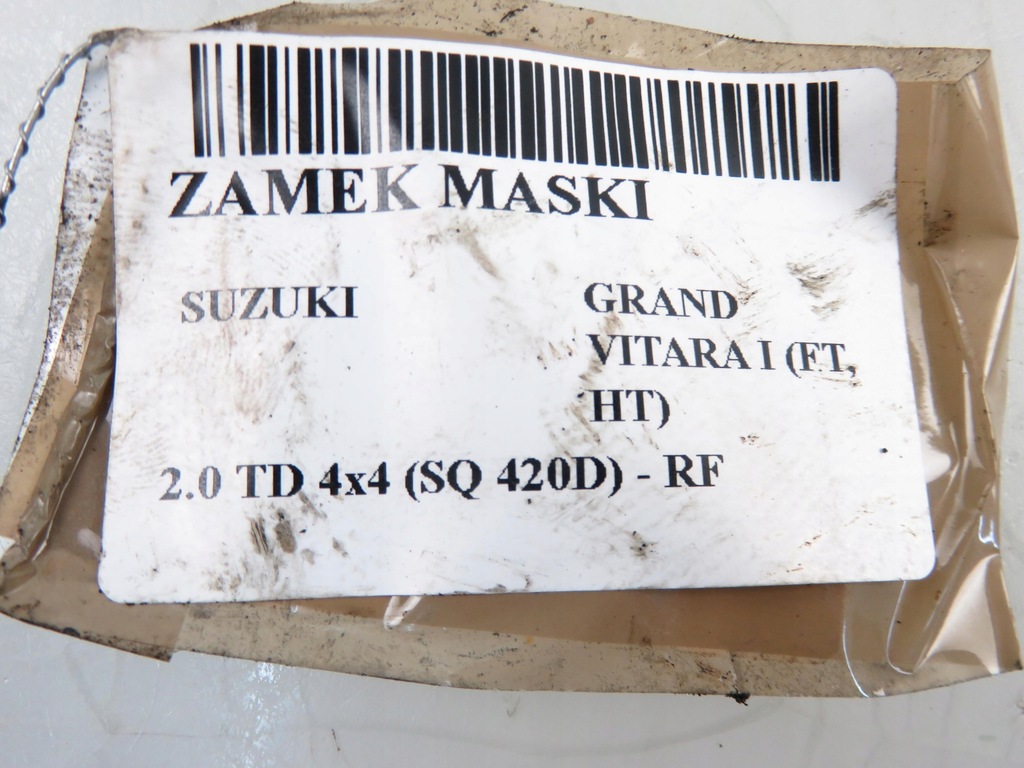 ZAMEK MASKI
SUZUKI
GRAND
VITARA I (FT,
HT)
2.0 TD 4x4 (SQ 420D) - RF